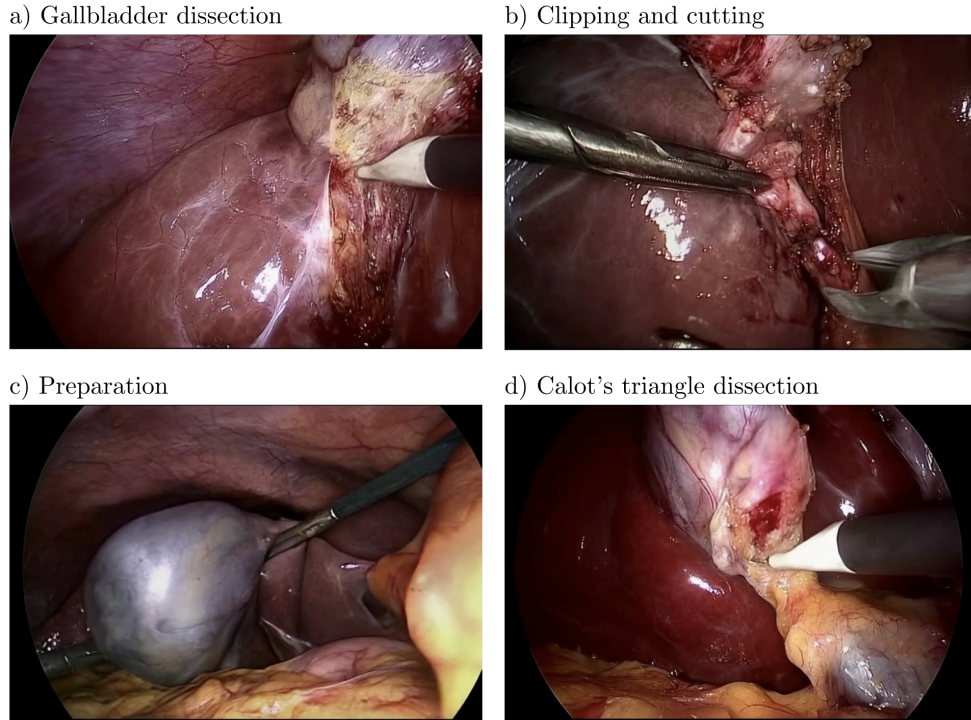 a) Gallbladder dissection
b) Clipping and cutting
c) Preparation
d) Calot's triangle dissection